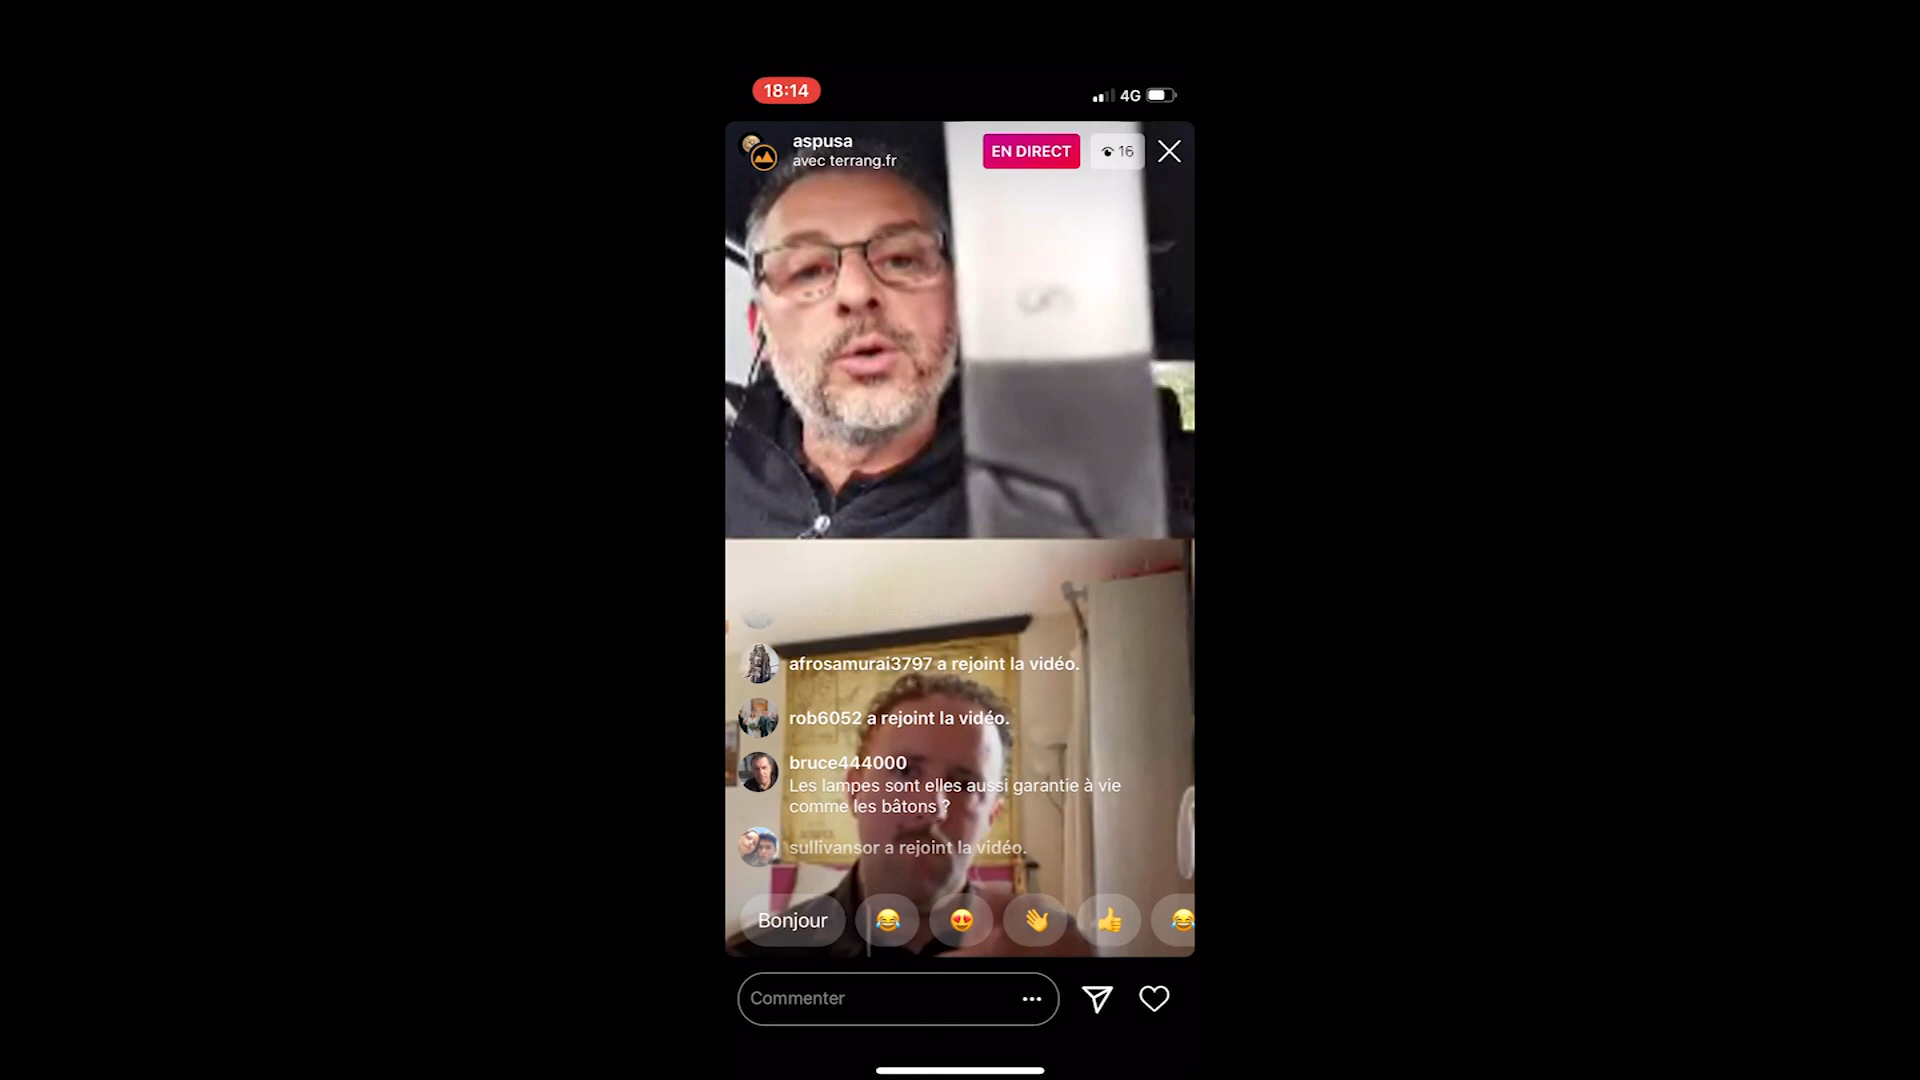 18:14
4G
aspusa
avec terrang.fr
EN DIRECT
16
afrosamurai3797 a rejoint la vidéo.
rob6052 a rejoint la vidéo.
bruce444000
Les lampes sont elles aussi garantie à vie
comme les bâtons ?
sullivansor a rejoint la vidéo.
Bonjour
Commenter